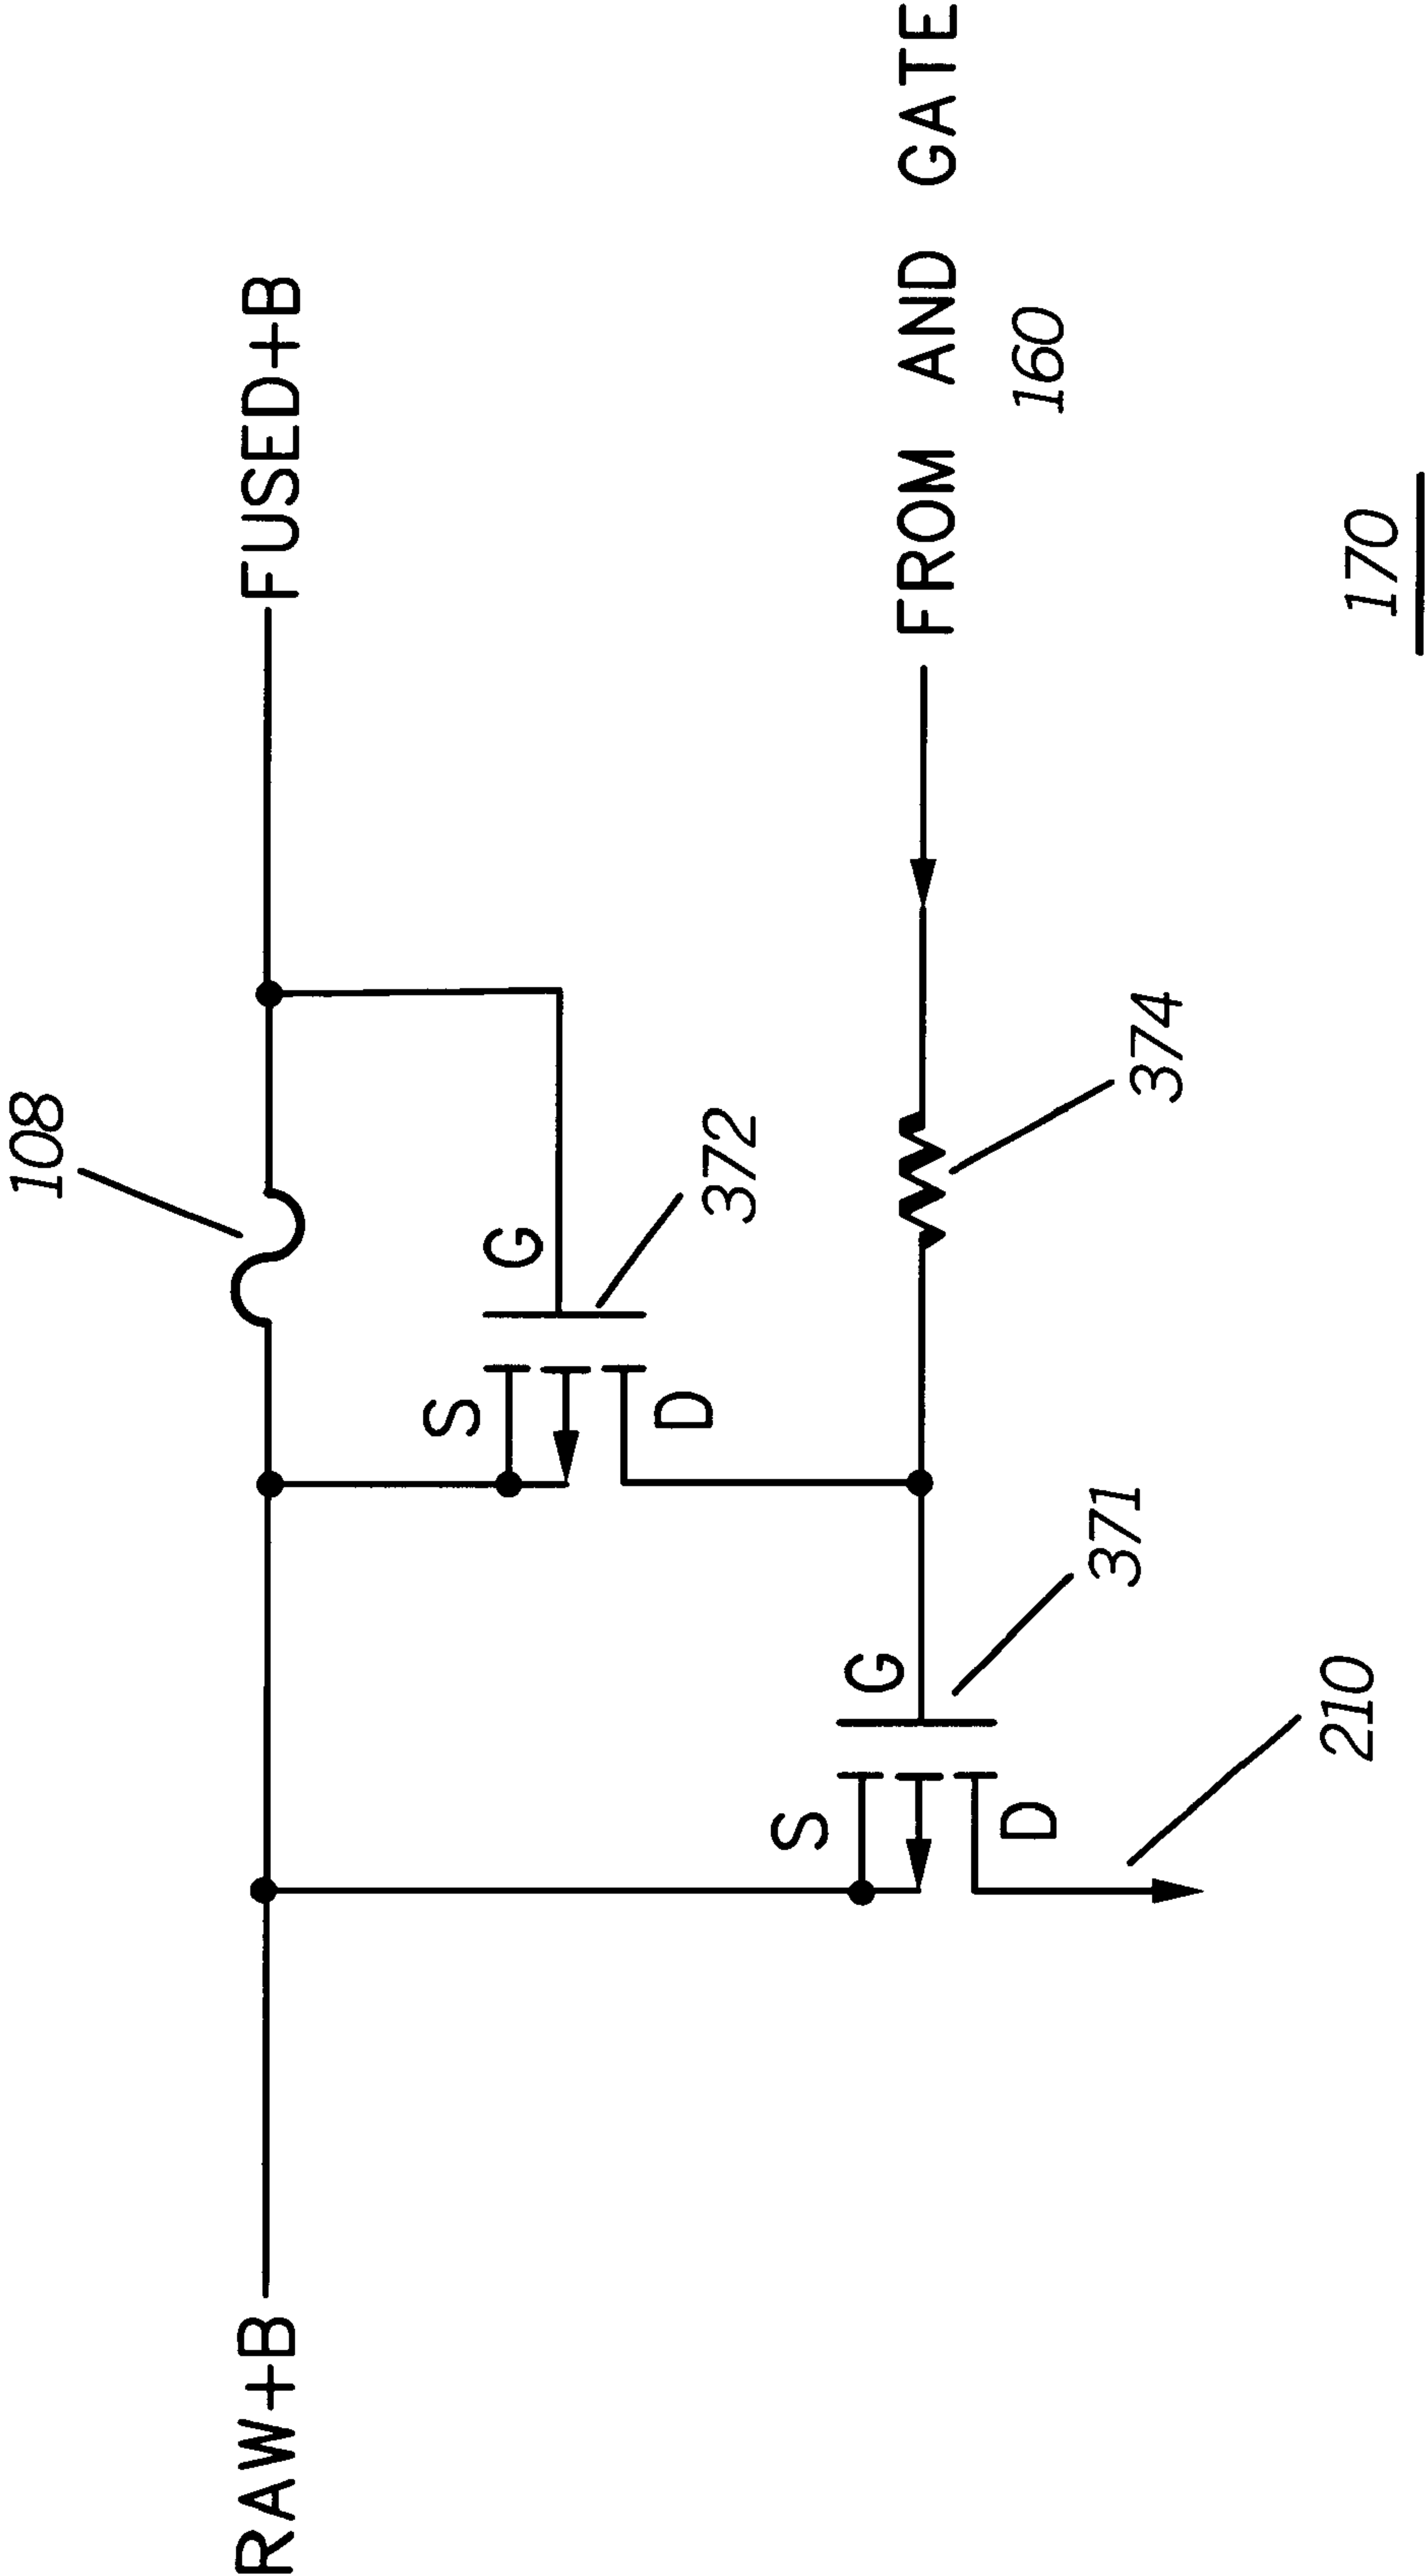 108
RAW+B
FUSED+B
S
G
372
D
S
G
FROM AND GATE
160
374
371
D
210
170